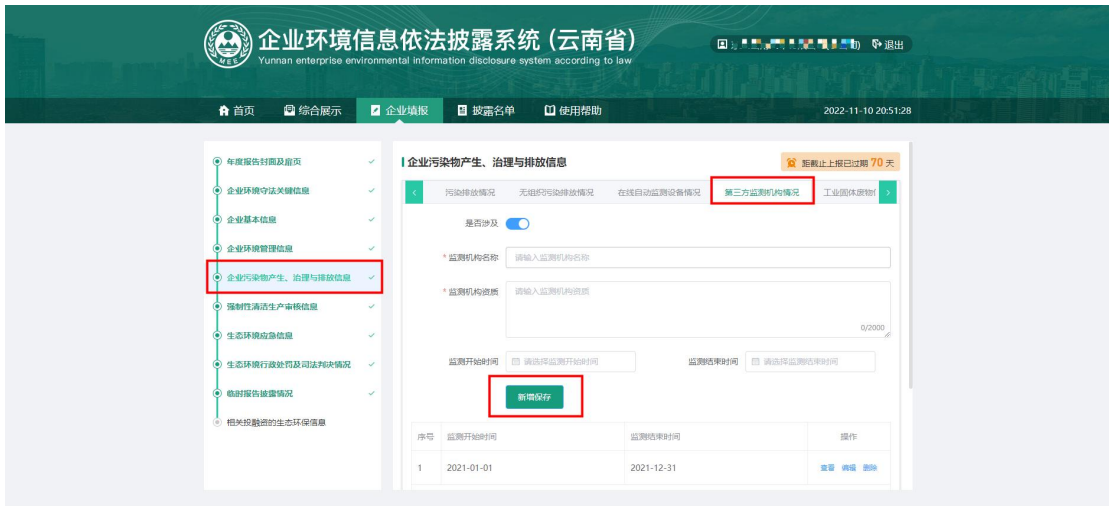 企业环境信息依法披露系统（云南省）
Yunnan enterprise environmental information disclosure system according to law
MEE
退出
首页 综合展示 企业填报 披露名单 使用帮助 2022-11-10 20:51:28
年度报告封面及扉页
企业环境守法关键信息
企业基本信息
企业环境管理信息
企业污染物产生、治理与排放信息
强制性清洁生产审核信息
生态环境应急信息
生态环境行政处罚及司法判决情况
临时报告披露情况
相关投融资的生态环保信息
企业污染物产生、治理与排放信息 距截止上报已过期 70 天
污染排放情况 无组织污染排放情况 在线自动监测设备情况 第三方监测机构情况 工业固体废物
是否涉及
* 监测机构名称 请输入监测机构名称
* 监测机构资质 请输入监测机构资质
0/2000
监测开始时间 请选择监测开始时间 监测结束时间 请选择监测结束时间
新增保存
序号 监测开始时间 监测结束时间 操作
1 2021-01-01 2021-12-31 查看 编辑 删除